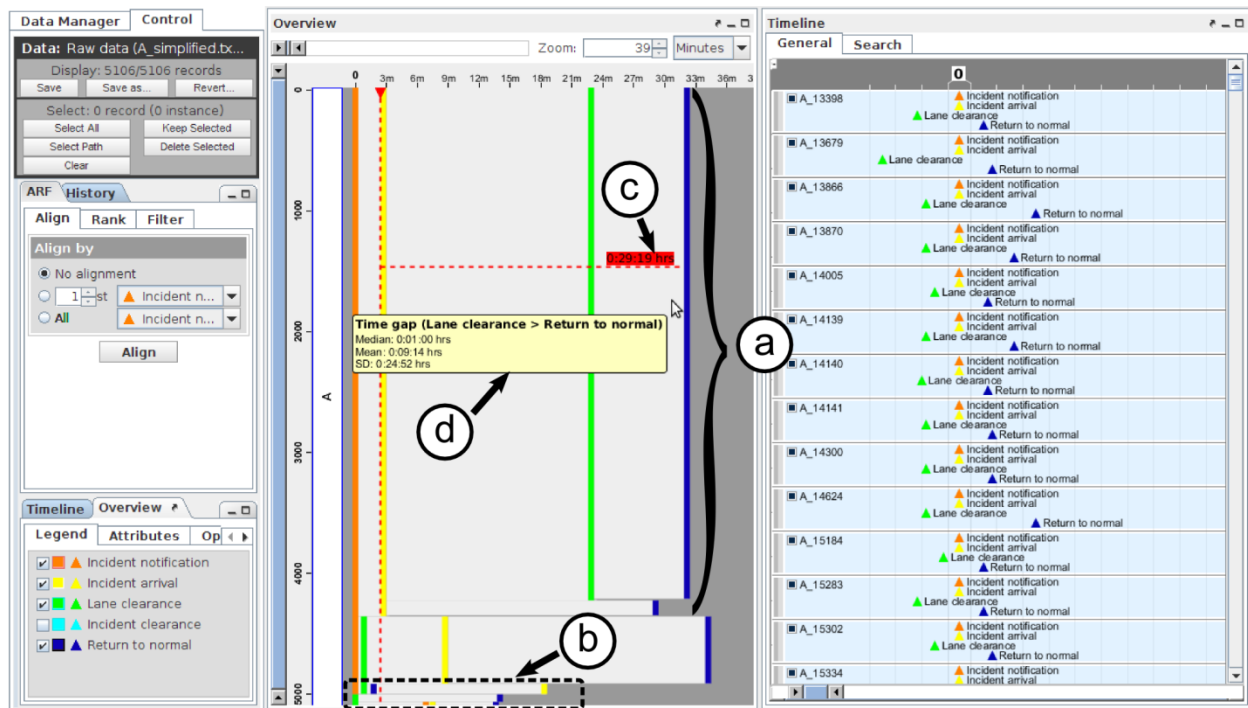 Data Manager Control
Data: Raw data (A_simplified.tx...
Display: 5106/5106 records
Save Save as... Revert...
Select: 0 record (0 instance)
Select All Keep Selected
Select Path Delete Selected
Clear
ARF History
Align Rank Filter
Align by
No alignment
1 st Incident n...
All Incident n...
Align
Timeline Overview
Legend Attributes Op
Incident notification
Incident arrival
Lane clearance
Incident clearance
Return to normal
Overview
Zoom: 39 Minutes
0 3m 6m 9m 12m 15m 18m 21m 24m 27m 30m 33m 36m 3
0
1000
2000
3000
4000
5000
A
c
0:29:19 hrs
Time gap (Lane clearance > Return to normal)
Median: 0:01:00 hrs
Mean: 0:09:14 hrs
SD: 0:24:52 hrs
a
d
b
Timeline
General Search
0
A_13398
Incident notification
Incident arrival
Lane clearance
Return to normal
A_13679
Incident notification
Incident arrival
Lane clearance
Return to normal
A_13866
Incident notification
Incident arrival
Lane clearance
Return to normal
A_13870
Incident notification
Incident arrival
Lane clearance
Return to normal
A_14005
Incident notification
Incident arrival
Lane clearance
Return to normal
A_14139
Incident notification
Incident arrival
Lane clearance
Return to normal
A_14140
Incident notification
Incident arrival
Lane clearance
Return to normal
A_14141
Incident notification
Incident arrival
Lane clearance
Return to normal
A_14300
Incident notification
Incident arrival
Lane clearance
Return to normal
A_14624
Incident notification
Incident arrival
Lane clearance
Return to normal
A_15184
Incident notification
Incident arrival
Lane clearance
Return to normal
A_15283
Incident notification
Incident arrival
Lane clearance
Return to normal
A_15302
Incident notification
Incident arrival
Lane clearance
Return to normal
A_15334
Incident notification
Incident arrival